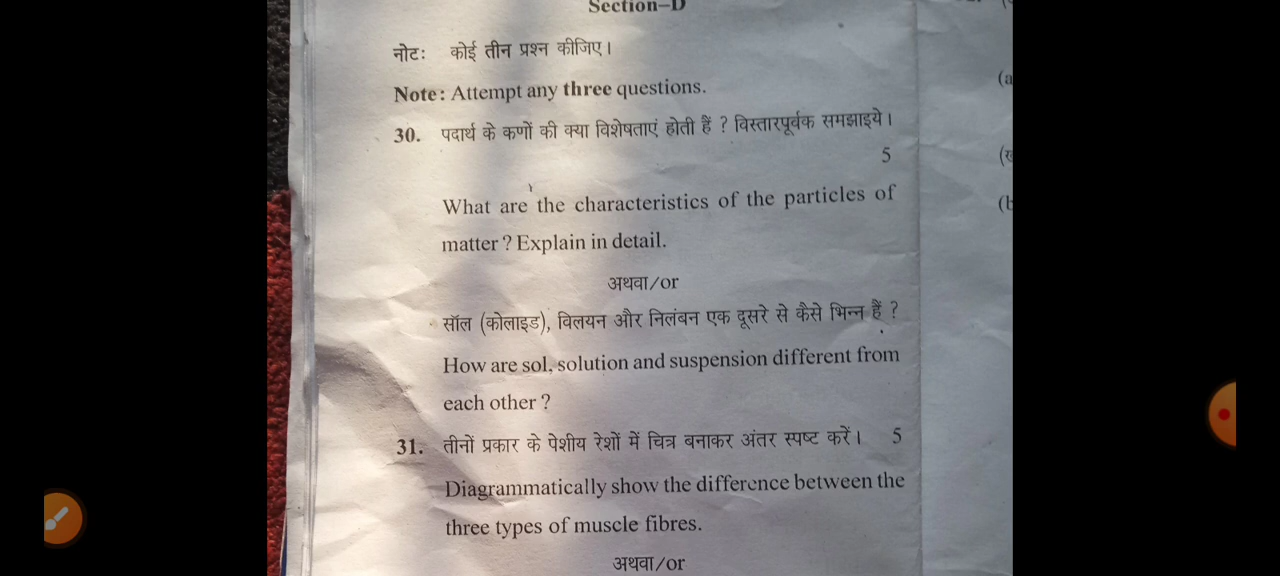 Section–D
नोटः कोई तीन प्रश्न कीजिए।
Note: Attempt any three questions.
30. पदार्थ के कणों की क्या विशेषताएं होती हैं ? विस्तारपूर्वक समझाइये।
5
What are the characteristics of the particles of
matter ? Explain in detail.
अथवा/or
सॉल (कोलाइड), विलयन और निलंबन एक दूसरे से कैसे भिन्न हैं ?
How are sol, solution and suspension different from
each other ?
31. तीनों प्रकार के पेशीय रेशों में चित्र बनाकर अंतर स्पष्ट करें। 5
Diagrammatically show the difference between the
three types of muscle fibres.
अथवा/or
(a
(b